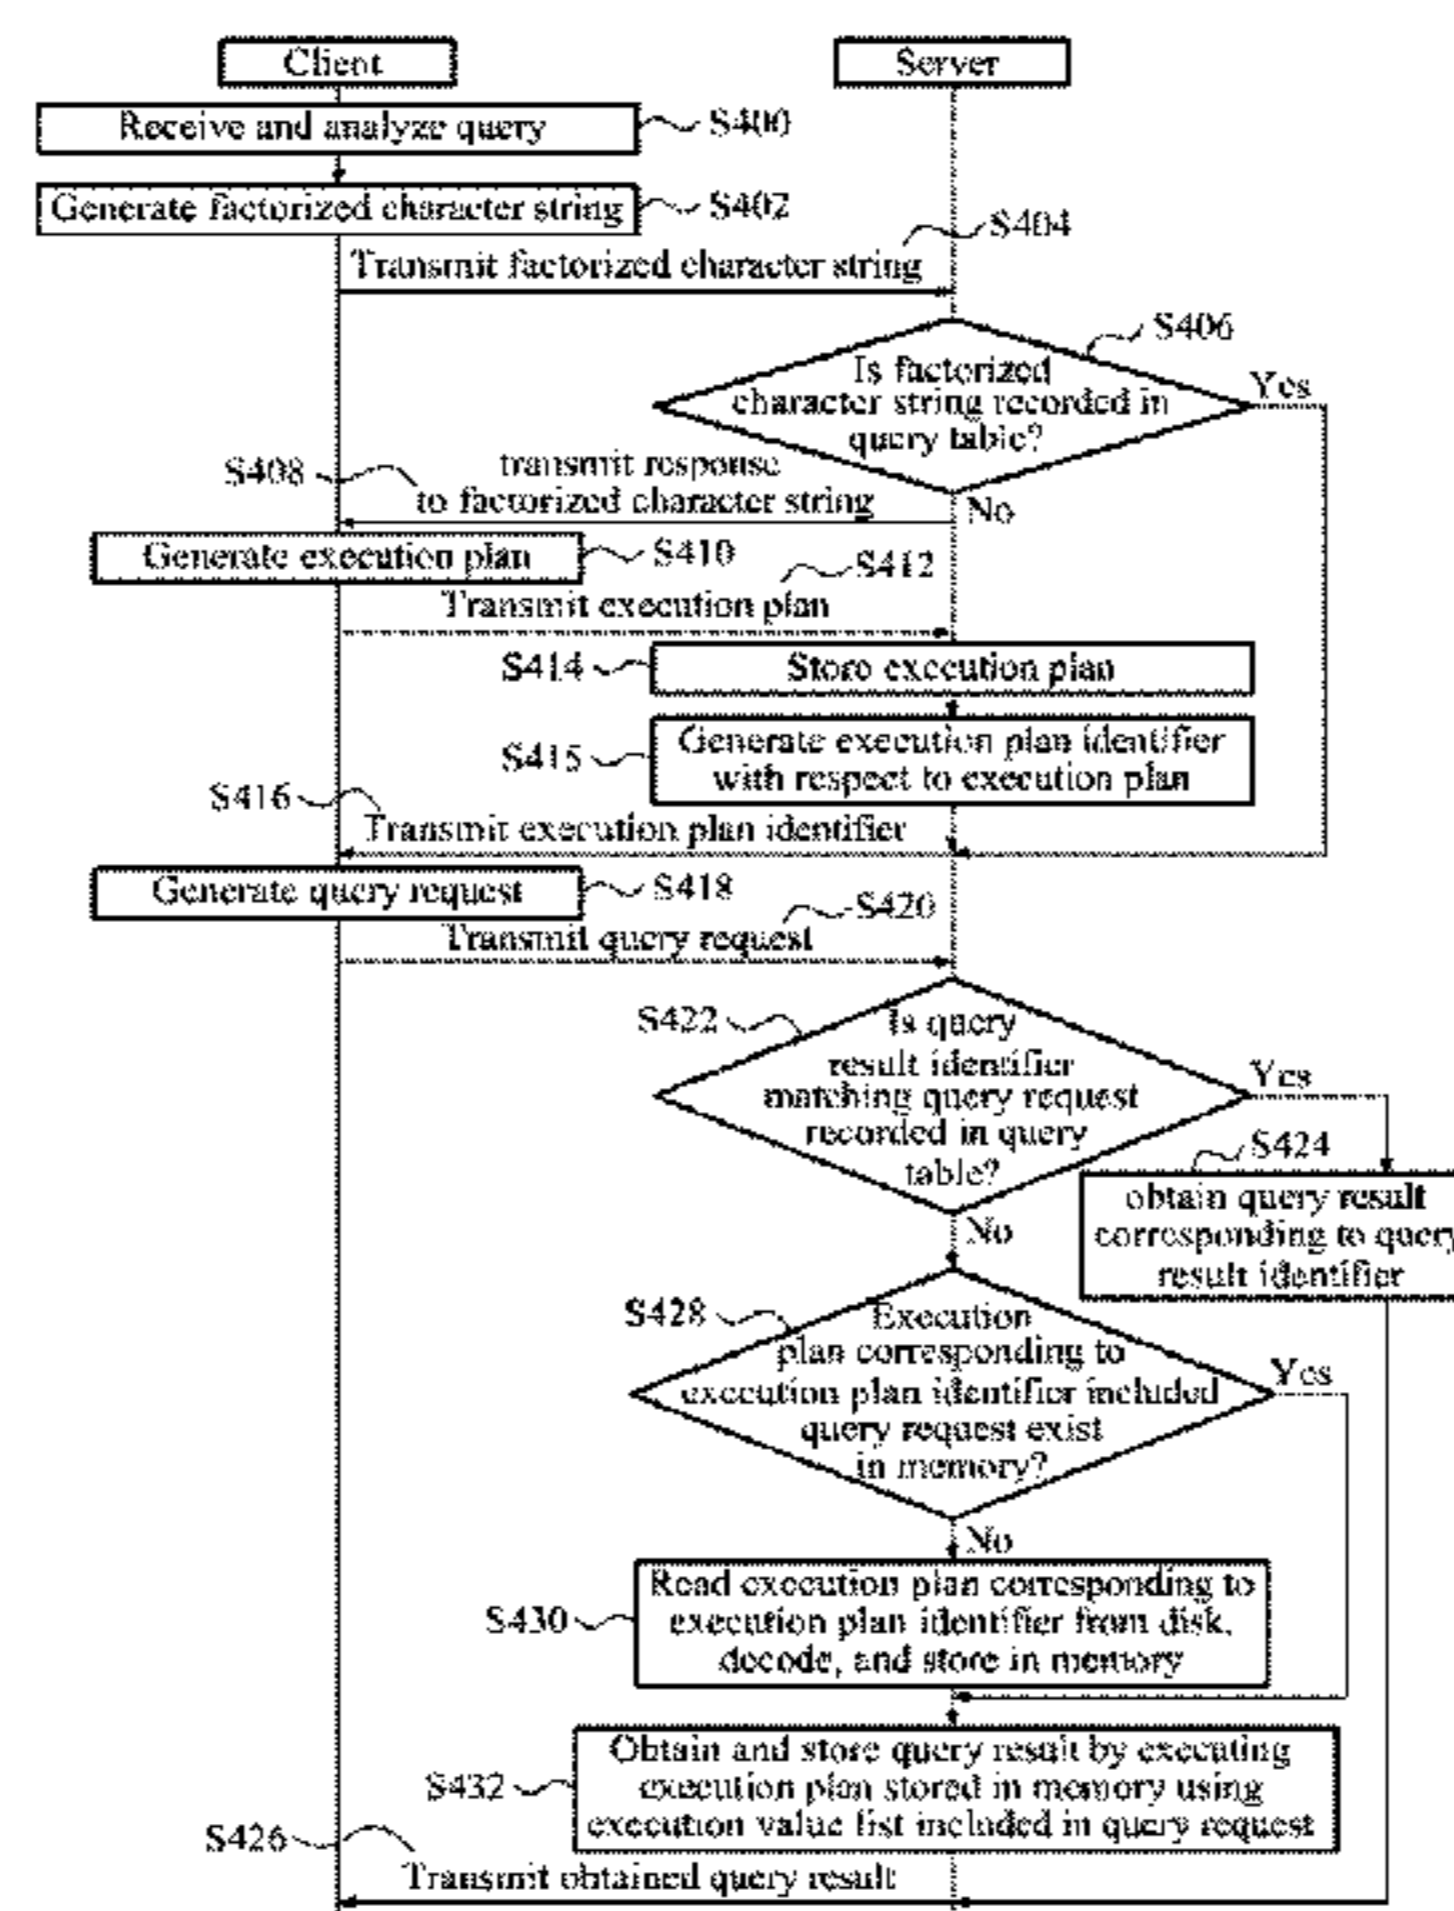 Client
Server
Receive and analyze query
S400
Generate factorized character string
S402
S404
Transmit factorized character string
S406
Is factorized
character string recorded in
query table?
Yes
S408
transmit response
to factorized character string
No
Generate execution plan
S410
S412
Transmit execution plan
S414
Store execution plan
S415
Generate execution plan identifier
with respect to execution plan
S416
Transmit execution plan identifier
Generate query request
S418
S420
Transmit query request
S422
Is query
result identifier
matching query request
recorded in query
table?
Yes
No
S424
obtain query result
corresponding to query
result identifier
S428
Execution
plan corresponding to
execution plan identifier included
query request exist
in memory?
Yes
No
S430
Read execution plan corresponding to
execution plan identifier from disk,
decode, and store in memory
S432
Obtain and store query result by executing
execution plan stored in memory using
execution value list included in query request
S426
Transmit obtained query result